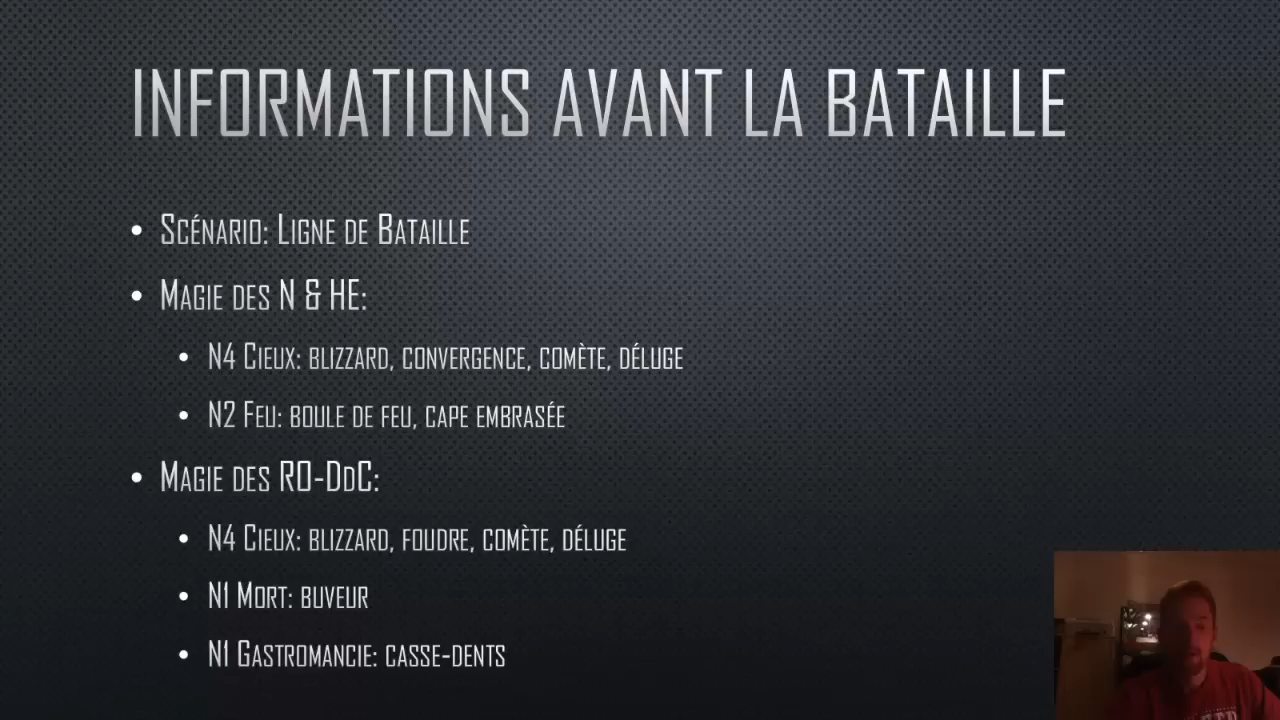 INFORMATIONS AVANT LA BATAILLE
• SCÉNARIO: LIGNE DE BATAILLE
• MAGIE DES N & HE:
• N4 CIEUX: BLIZZARD, CONVERGENCE, COMÈTE, DÉLUGE
• N2 FEU: BOULE DE FEU, CAPE EMBRASÉE
• MAGIE DES RO-DDC:
• N4 CIEUX: BLIZZARD, FOUDRE, COMÈTE, DÉLUGE
• N1 MORT: BUVEUR
• N1 GASTROMANCIE: CASSE-DENTS